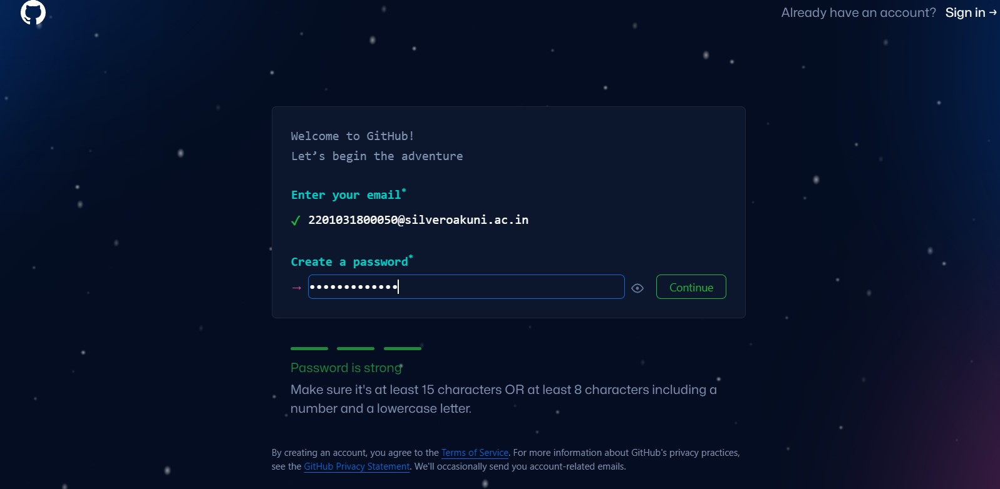 Already have an account? Sign in →
Welcome to GitHub!
Let’s begin the adventure
Enter your email*
✓ 2201031800050@silveroakuni.ac.in
Create a password*
→ ••••••••••••• Continue
Password is strong
Make sure it's at least 15 characters OR at least 8 characters including a
number and a lowercase letter.
By creating an account, you agree to the Terms of Service. For more information about GitHub's privacy practices,
see the GitHub Privacy Statement. We'll occasionally send you account-related emails.